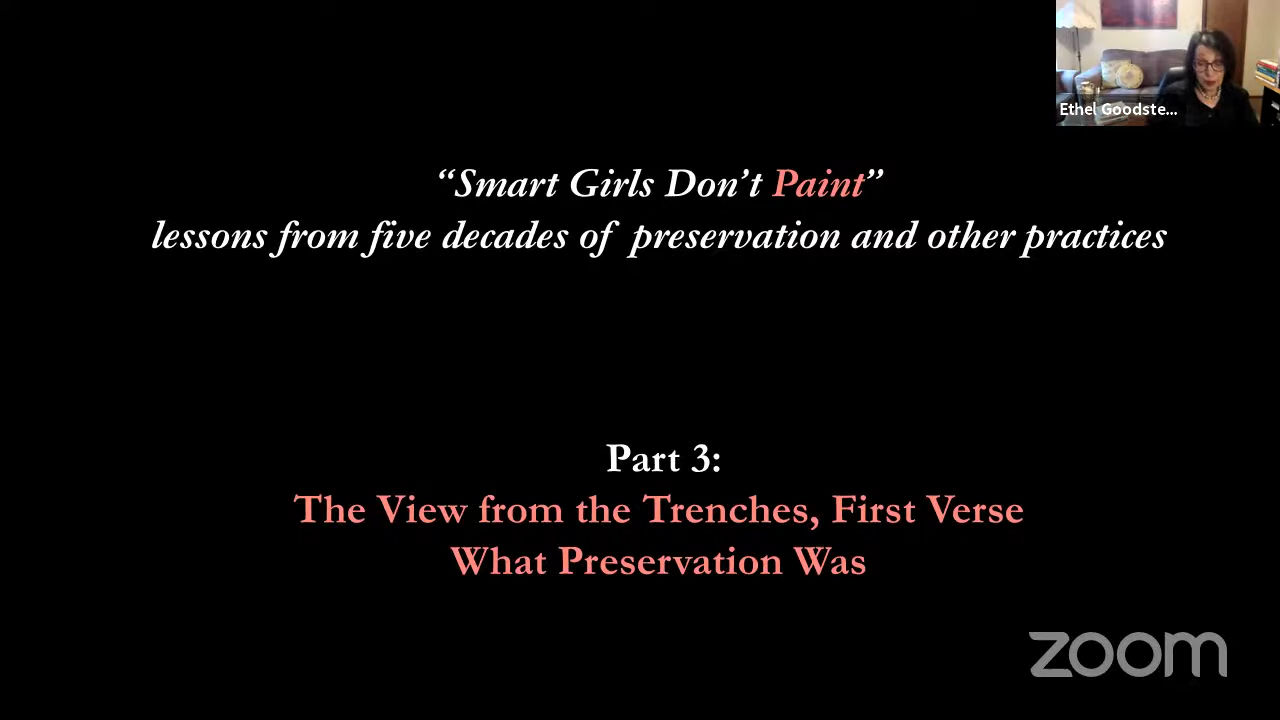 Ethel Goodste...
“Smart Girls Don’t Paint”
lessons from five decades of preservation and other practices
Part 3:
The View from the Trenches, First Verse
What Preservation Was
zoom